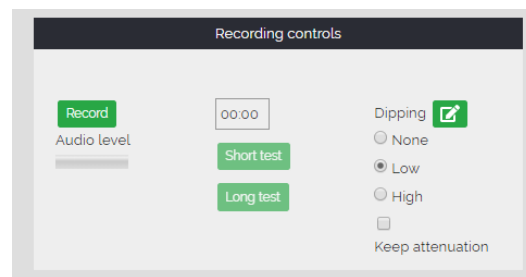 Recording controls
Record
Audio level
00:00
Short test
Long test
Dipping
None
Low
High
Keep attenuation